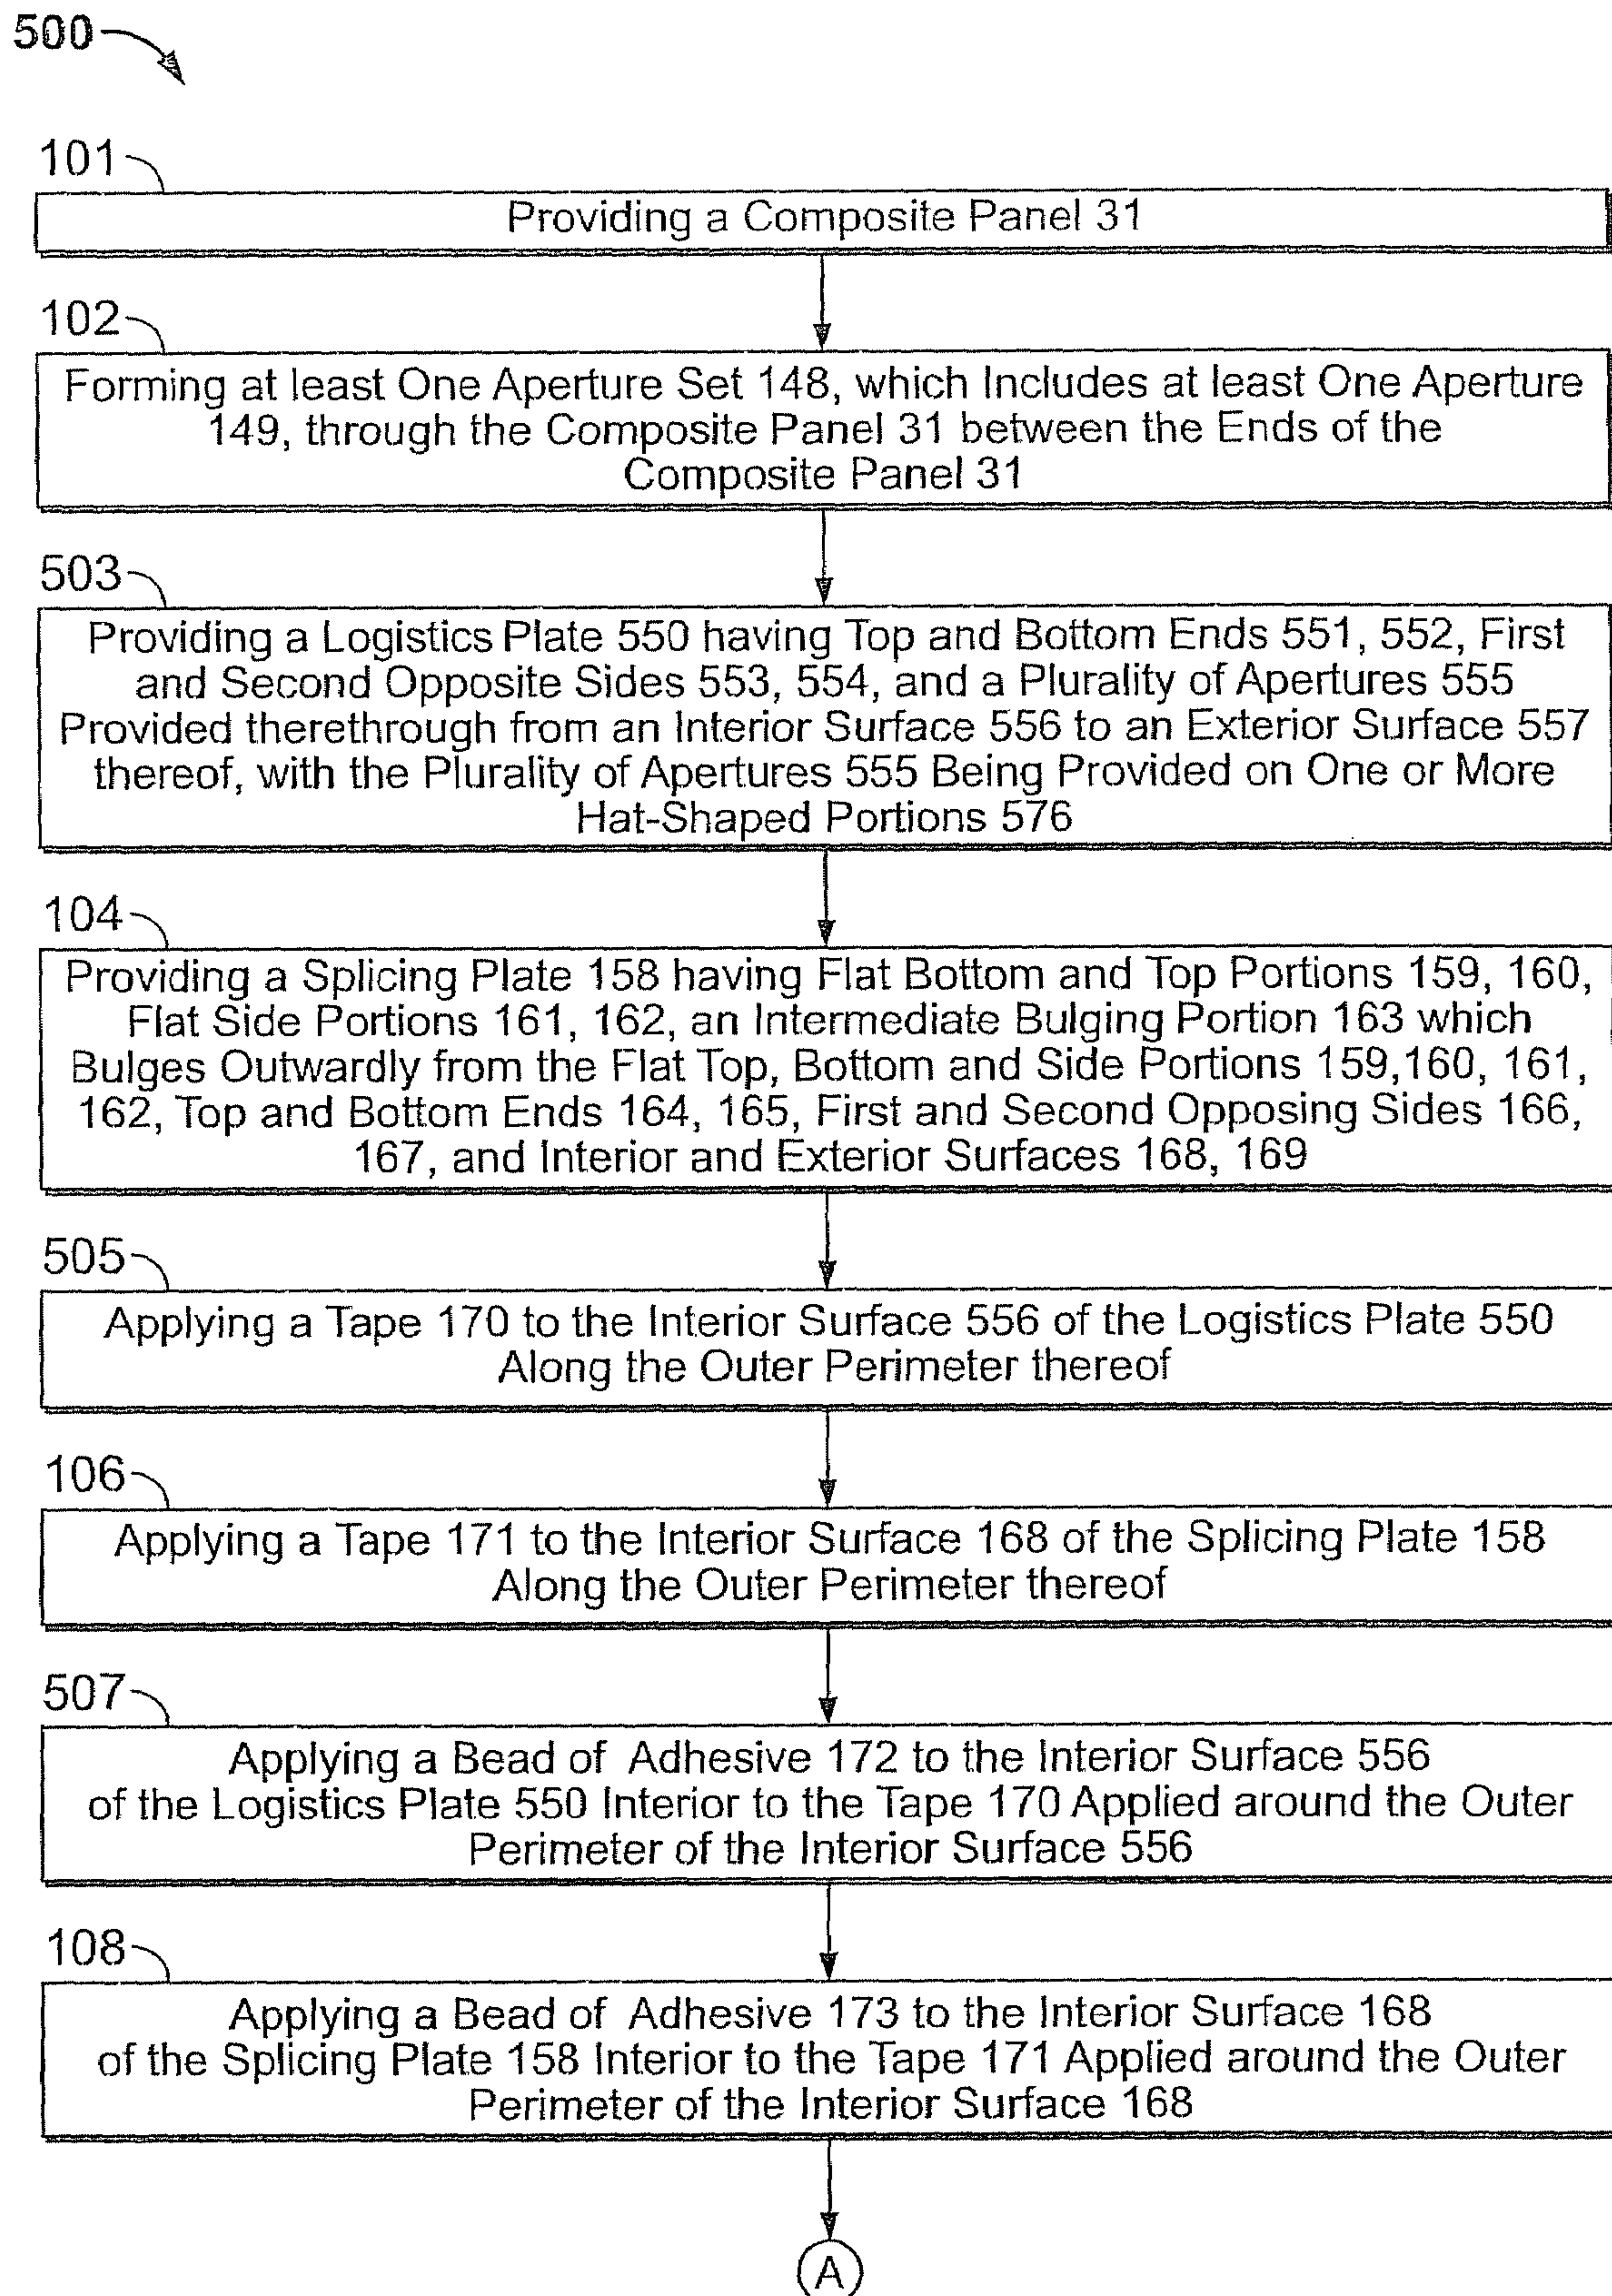 500
101
Providing a Composite Panel 31
102
Forming at least One Aperture Set 148, which Includes at least One Aperture
149, through the Composite Panel 31 between the Ends of the
Composite Panel 31
503
Providing a Logistics Plate 550 having Top and Bottom Ends 551, 552, First
and Second Opposite Sides 553, 554, and a Plurality of Apertures 555
Provided therethrough from an Interior Surface 556 to an Exterior Surface 557
thereof, with the Plurality of Apertures 555 Being Provided on One or More
Hat-Shaped Portions 576
104
Providing a Splicing Plate 158 having Flat Bottom and Top Portions 159, 160,
Flat Side Portions 161, 162, an Intermediate Bulging Portion 163 which
Bulges Outwardly from the Flat Top, Bottom and Side Portions 159,160, 161,
162, Top and Bottom Ends 164, 165, First and Second Opposing Sides 166,
167, and Interior and Exterior Surfaces 168, 169
505
Applying a Tape 170 to the Interior Surface 556 of the Logistics Plate 550
Along the Outer Perimeter thereof
106
Applying a Tape 171 to the Interior Surface 168 of the Splicing Plate 158
Along the Outer Perimeter thereof
507
Applying a Bead of Adhesive 172 to the Interior Surface 556
of the Logistics Plate 550 Interior to the Tape 170 Applied around the Outer
Perimeter of the Interior Surface 556
108
Applying a Bead of Adhesive 173 to the Interior Surface 168
of the Splicing Plate 158 Interior to the Tape 171 Applied around the Outer
Perimeter of the Interior Surface 168
A